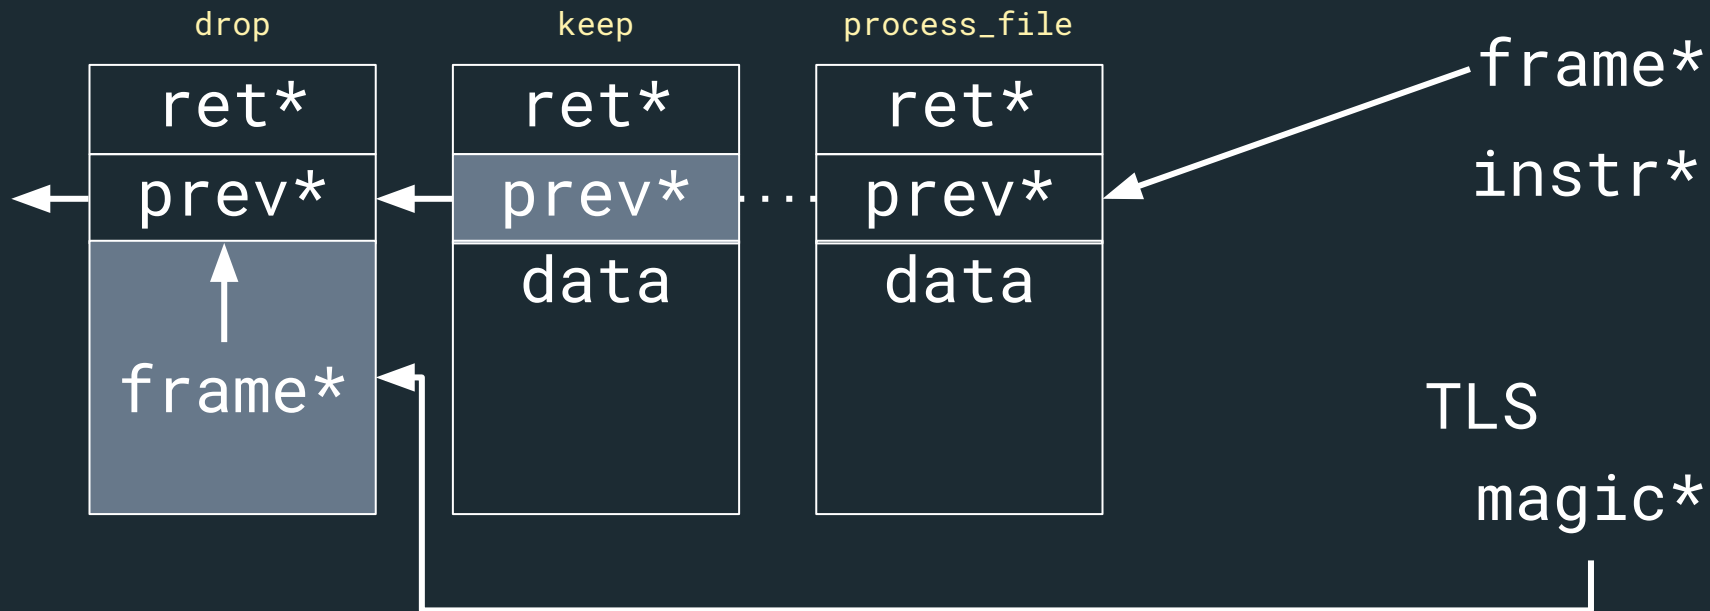 drop
ret*
prev*
frame*
keep
ret*
prev*
data
process_file
ret*
prev*
data
frame*
instr*
TLS
magic*